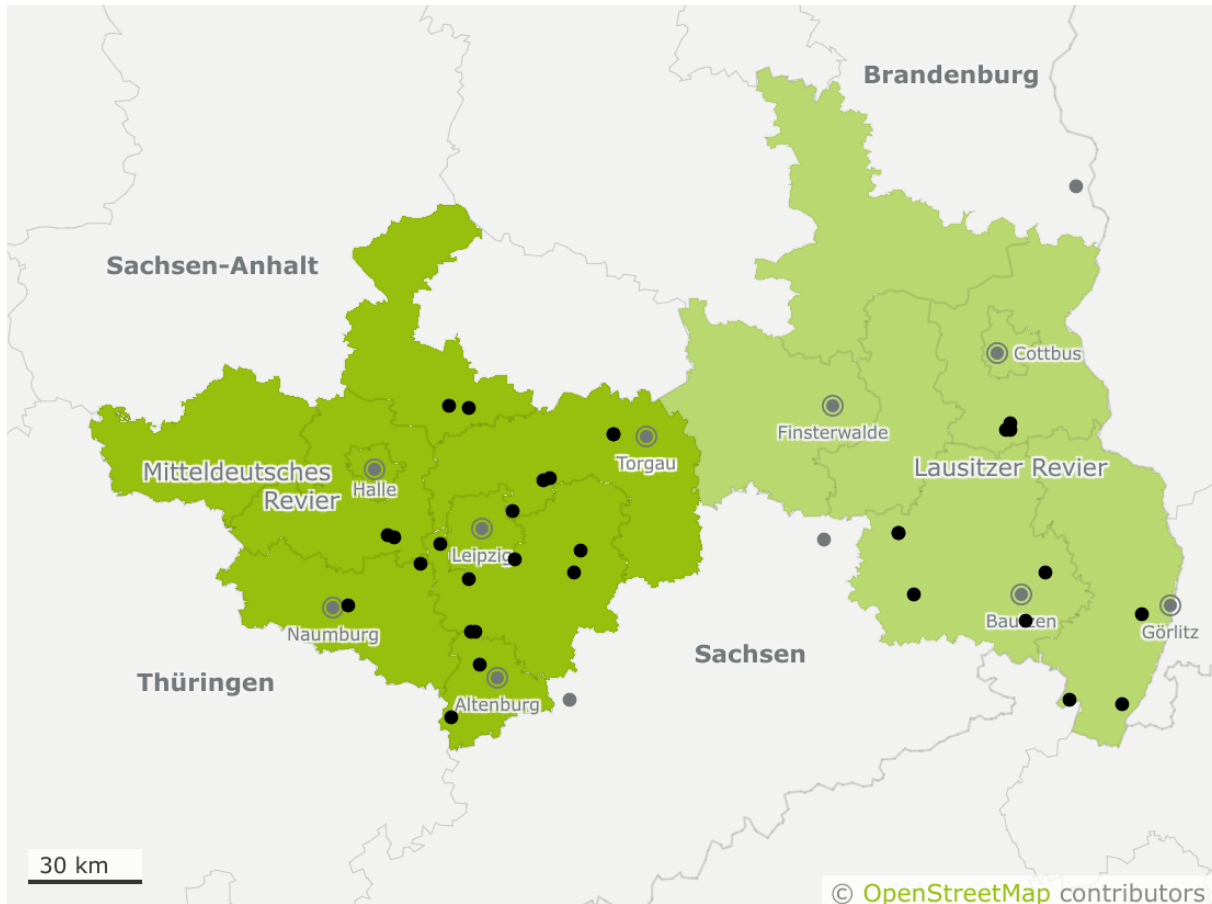 Brandenburg
Sachsen-Anhalt
Cottbus
Finsterwalde
Torgau
Mitteldeutsches
Revier
Halle
Lausitzer Revier
Leipzig
Bautzen
Naumburg
Görlitz
Sachsen
Thüringen
Altenburg
30 km
© OpenStreetMap contributors